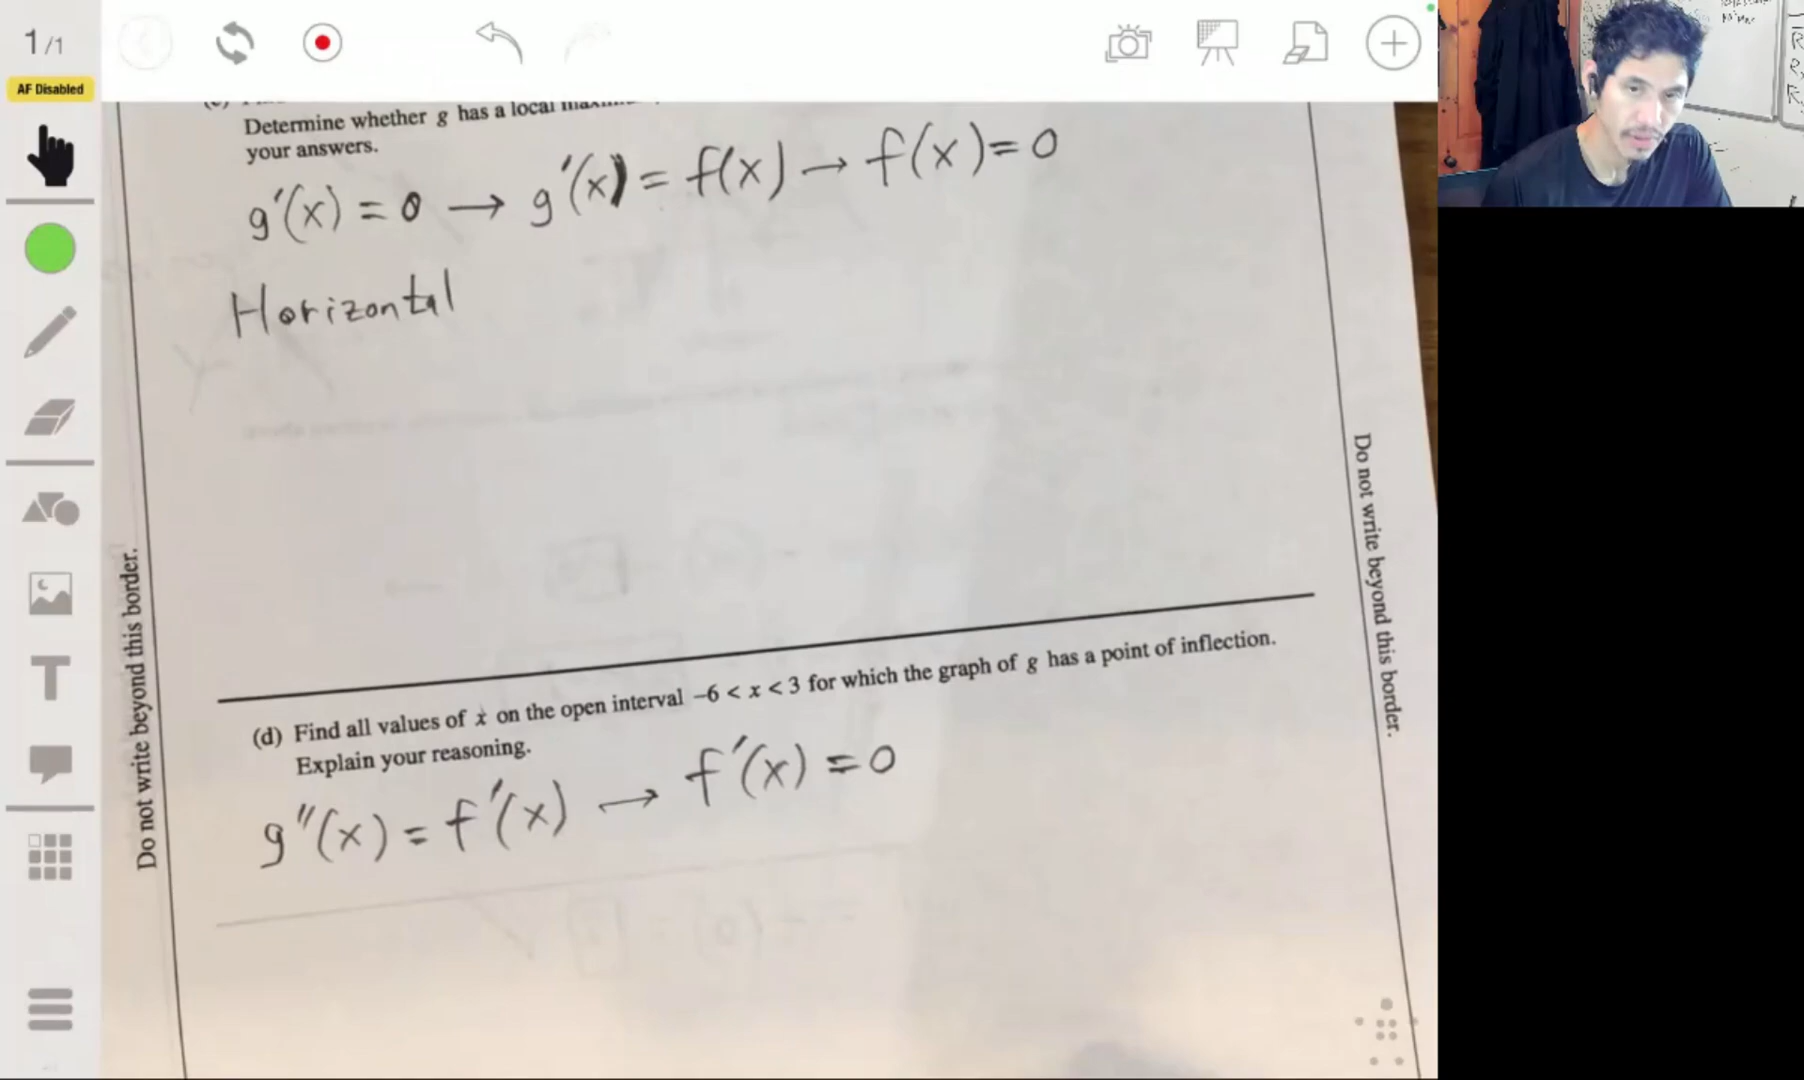 1/1
AF Disabled
Determine whether g has a local
your answers.
g'(x) = 0 → g'(x) = f(x) → f(x) = 0
Horizontal
(d) Find all values of x on the open interval −6 < x < 3 for which the graph of g has a point of inflection.
Explain your reasoning.
g''(x) = f'(x) → f'(x) = 0
Do not write beyond this border.
Do not write beyond this border.
T